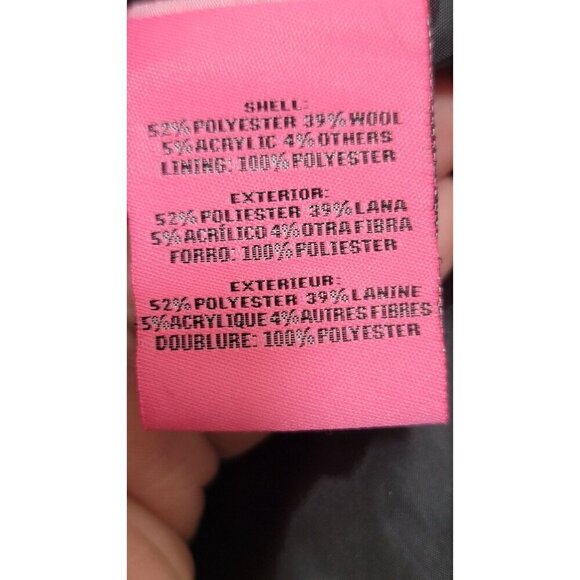 SHELL:
52% POLYESTER 39% WOOL
5% ACRYLIC 4% OTHERS
LINING: 100% POLYESTER
EXTERIOR:
52% POLIESTER 39% LANA
5% ACRÍLICO 4% OTRA FIBRA
FORRO: 100% POLIESTER
EXTERIEUR:
52% POLYESTER 39% LANINE
5% ACRYLIQUE 4% AUTRES FIBRES
DOUBLURE: 100% POLYESTER